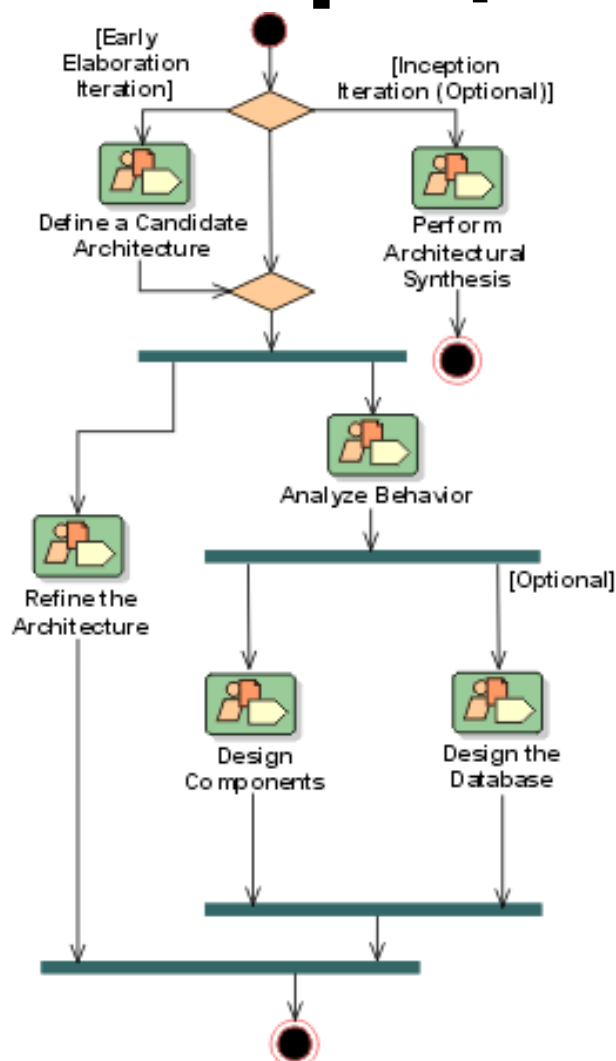 [Early
Elaboration
Iteration]
[Inception
Iteration (Optional)]
Define a Candidate
Architecture
Perform
Architectural
Synthesis
Analyze Behavior
Refine the
Architecture
[Optional]
Design
Components
Design the
Database